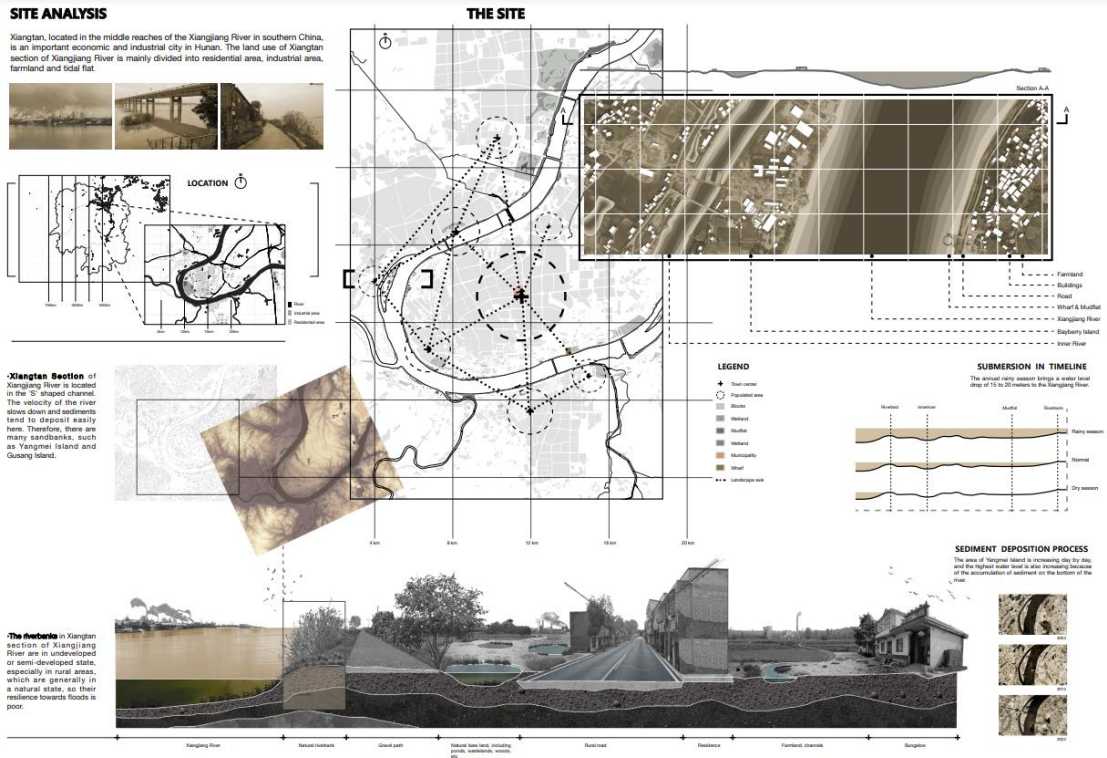 SITE ANALYSIS
Xiangtan, located in the middle reaches of the Xiangjiang River in southern China,
is an important economic and industrial city in Hunan. The land use of Xiangtan
section of Xiangjiang River is mainly divided into residential area, industrial area,
farmland and tidal flat.
THE SITE
LOCATION
River
Industrial area
Residential area
Section A-A
A
A
Farmland
Buildings
Road
Wharf & Mudflat
Xiangjiang River
Bayberry Island
Inner River
·Xiangtan Section of
Xiangjiang River is located
in the 'S' shaped channel.
The velocity of the river
slows down and sediments
tend to deposit easily
here. Therefore, there are
many sandbanks, such
as Yangmei Island and
Gusang Island.
LEGEND
Town center
Populated area
Blocks
Wetland
Mudflat
Wetland
Municipality
Wharf
Landscape axis
4 km
8 km
12 km
16 km
20 km
SUBMERSION IN TIMELINE
The annual rainy season brings a water level
drop of 15 to 20 meters to the Xiangjiang River.
Riverbed
Innerriver
Mudflat
Riverbank
Rainy season
Normal
Dry season
SEDIMENT DEPOSITION PROCESS
The area of Yangmei Island is increasing day by day,
and the highest water level is also increasing because
of the accumulation of sediment on the bottom of the
river.
·The riverbanks in Xiangtan
section of Xiangjiang
River are in undeveloped
or semi-developed state,
especially in rural areas,
which are generally in
a natural state, so their
resilience towards floods is
poor.
Xiangjiang River
Natural riverbank
Gravel path
Natural bare land, including
ponds, wastelands, woods,
etc
Rural road
Residence
Farmland, channels
Bungalow